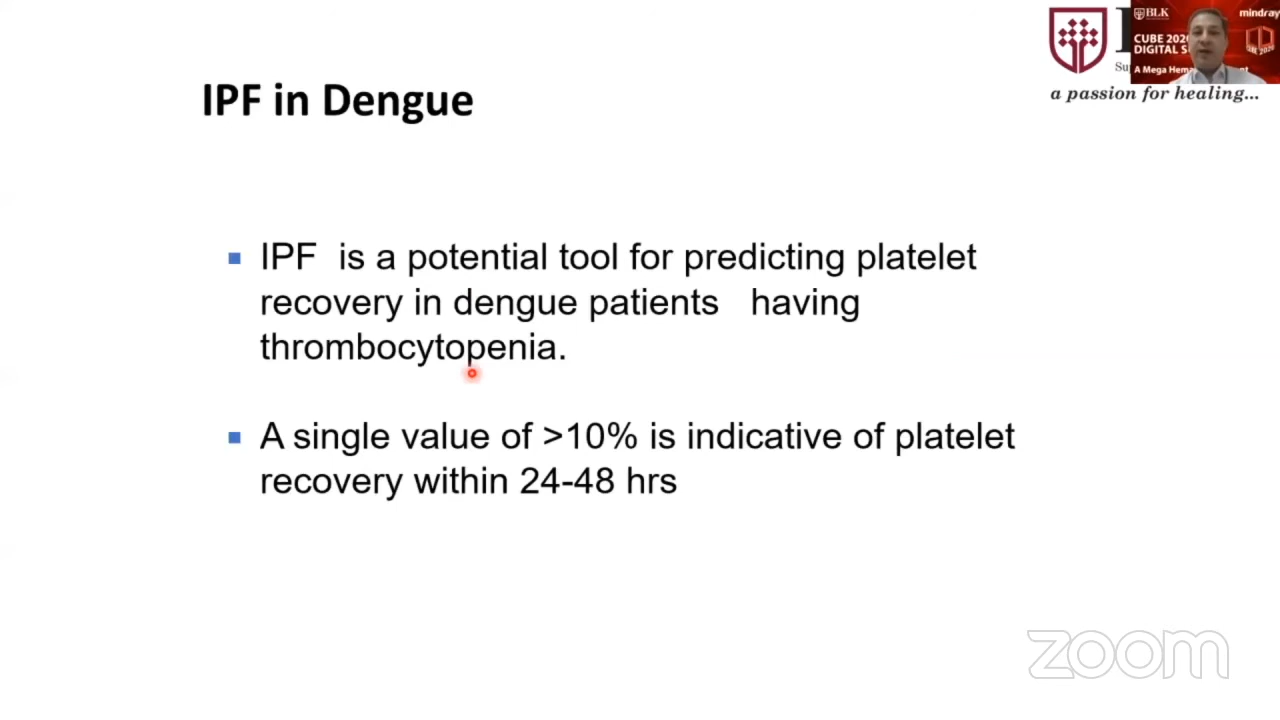 IPF in Dengue
BLK
mindray
CUBE 202
DIGITAL S
A Mega Hema
a passion for healing...
IPF is a potential tool for predicting platelet
recovery in dengue patients having
thrombocytopenia.
A single value of >10% is indicative of platelet
recovery within 24-48 hrs
zoom